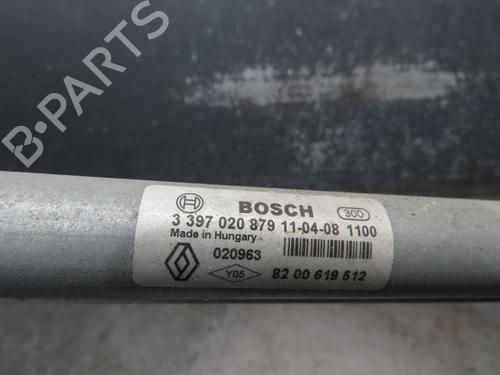 B-PARTS
BOSCH 300
3 397 020 879 11-04-08 1100
Made in Hungary
020963
Y05 82 00 619 512